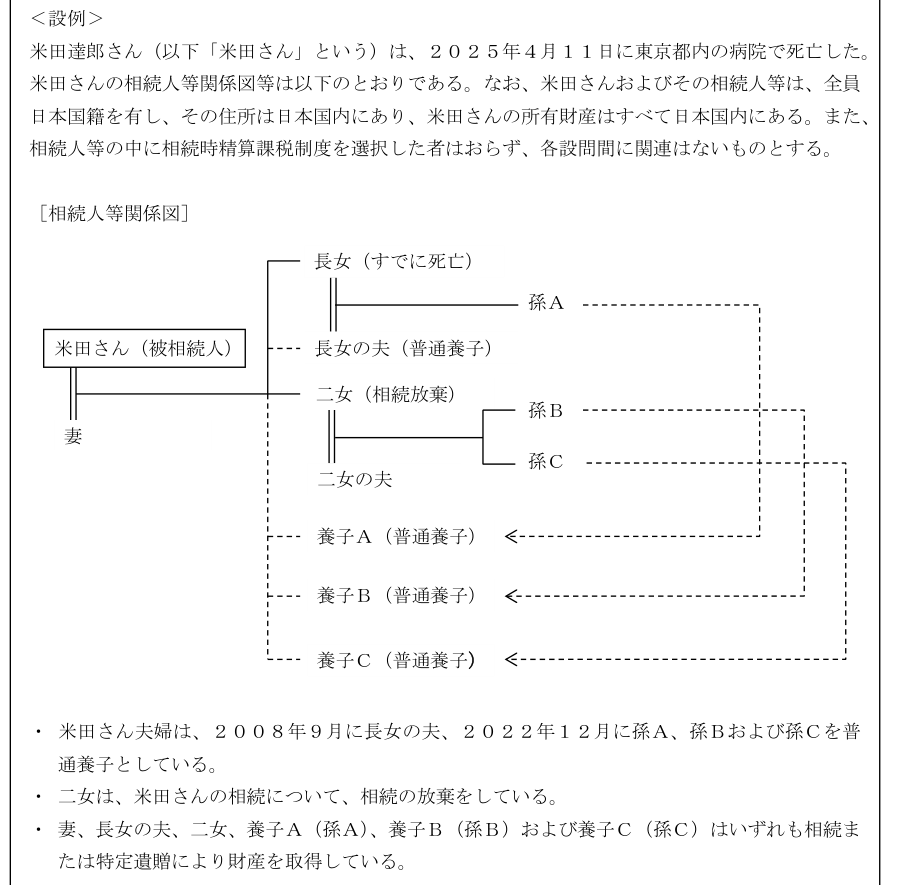 ＜設例＞
米田達郎さん（以下「米田さん」という）は、２０２５年４月１１日に東京都内の病院で死亡した。
米田さんの相続人等関係図等は以下のとおりである。なお、米田さんおよびその相続人等は、全員
日本国籍を有し、その住所は日本国内にあり、米田さんの所有財産はすべて日本国内にある。また、
相続人等の中に相続時精算課税制度を選択した者はおらず、各設問間に関連はないものとする。
［相続人等関係図］
長女（すでに死亡）
孫Ａ
米田さん（被相続人）
長女の夫（普通養子）
二女（相続放棄）
孫Ｂ
妻
孫Ｃ
二女の夫
養子Ａ（普通養子）
養子Ｂ（普通養子）
養子Ｃ（普通養子）
・ 米田さん夫婦は、２００８年９月に長女の夫、２０２２年１２月に孫Ａ、孫Ｂおよび孫Ｃを普
通養子としている。
・ 二女は、米田さんの相続について、相続の放棄をしている。
・ 妻、長女の夫、二女、養子Ａ（孫Ａ）、養子Ｂ（孫Ｂ）および養子Ｃ（孫Ｃ）はいずれも相続ま
たは特定遺贈により財産を取得している。